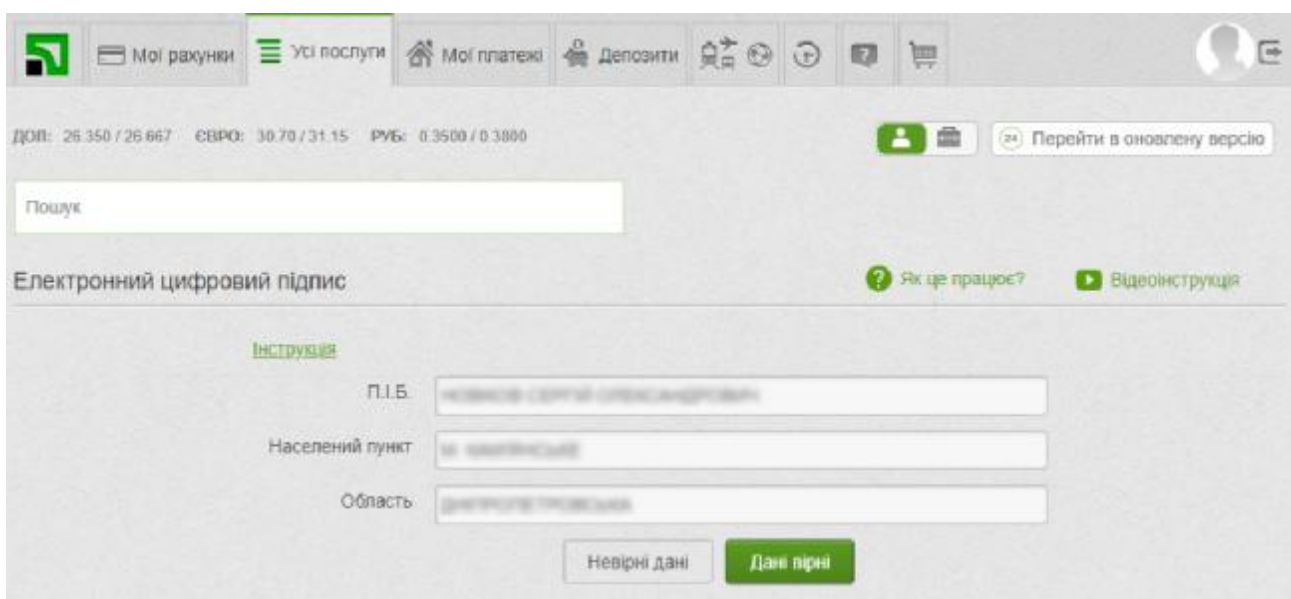 Мої рахунки Усі послуги Мої платежі Депозити
ДОЛ: 26.350 / 26.667 ЄВРО: 30.70 / 31.15 РУБ: 0.3500 / 0.3800
24 Перейти в оновлену версію
Пошук
Електронний цифровий підпис
Як це працює? Відеоінструкція
Інструкція
П.І.Б.
Населений пункт
Область
Невірні дані Дані вірні